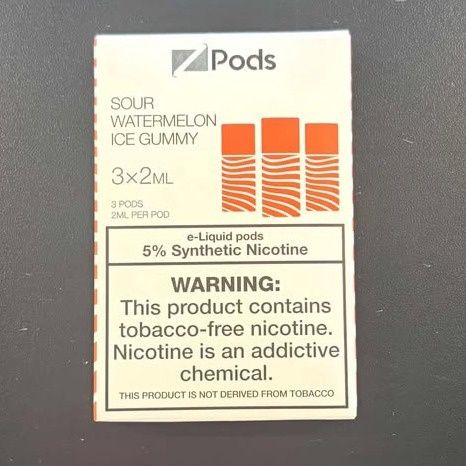 Z Pods
SOUR
WATERMELON
ICE GUMMY
3×2ML
3 PODS
2ML PER POD
e-Liquid pods
5% Synthetic Nicotine
WARNING:
This product contains
tobacco-free nicotine.
Nicotine is an addictive
chemical.
THIS PRODUCT IS NOT DERIVED FROM TOBACCO